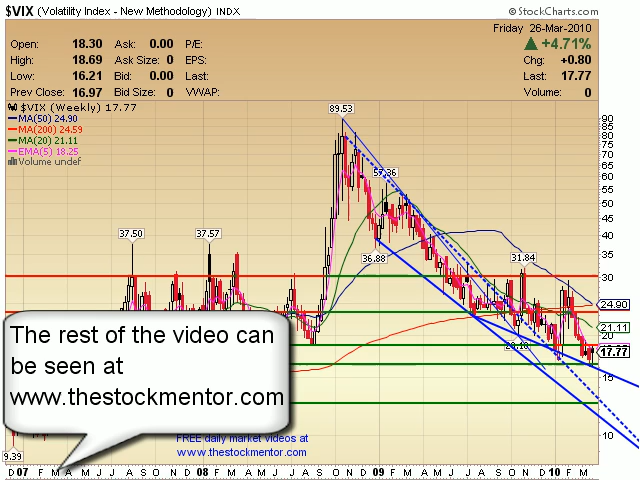 $VIX (Volatility Index - New Methodology) INDX
© StockCharts.com
Friday 26-Mar-2010
Open: 18.30 Ask: 0.00 P/E:
+4.71%
High: 18.69 Ask Size: 0 EPS:
Chg: +0.80
Low: 16.21 Bid: 0.00 Last:
Last: 17.77
Prev Close: 16.97 Bid Size: 0 VWAP:
Volume: 0
$VIX (Weekly) 17.77
MA(50) 24.90
MA(200) 24.59
MA(20) 21.11
EMA(5) 18.25
Volume undef
89.53
57.36
37.50
37.57
36.88
31.84
9.39
90
85
80
75
70
65
60
55
50
45
40
35
30
24.90
21.11
20
17.77
15
10
The rest of the video can
be seen at
www.thestockmentor.com
FREE daily market videos at
www.thestockmentor.com
D 07 F M A M J J A S O N D 08 F M A M J J A S O N D 09 F M A M J J A S O N D 10 F M